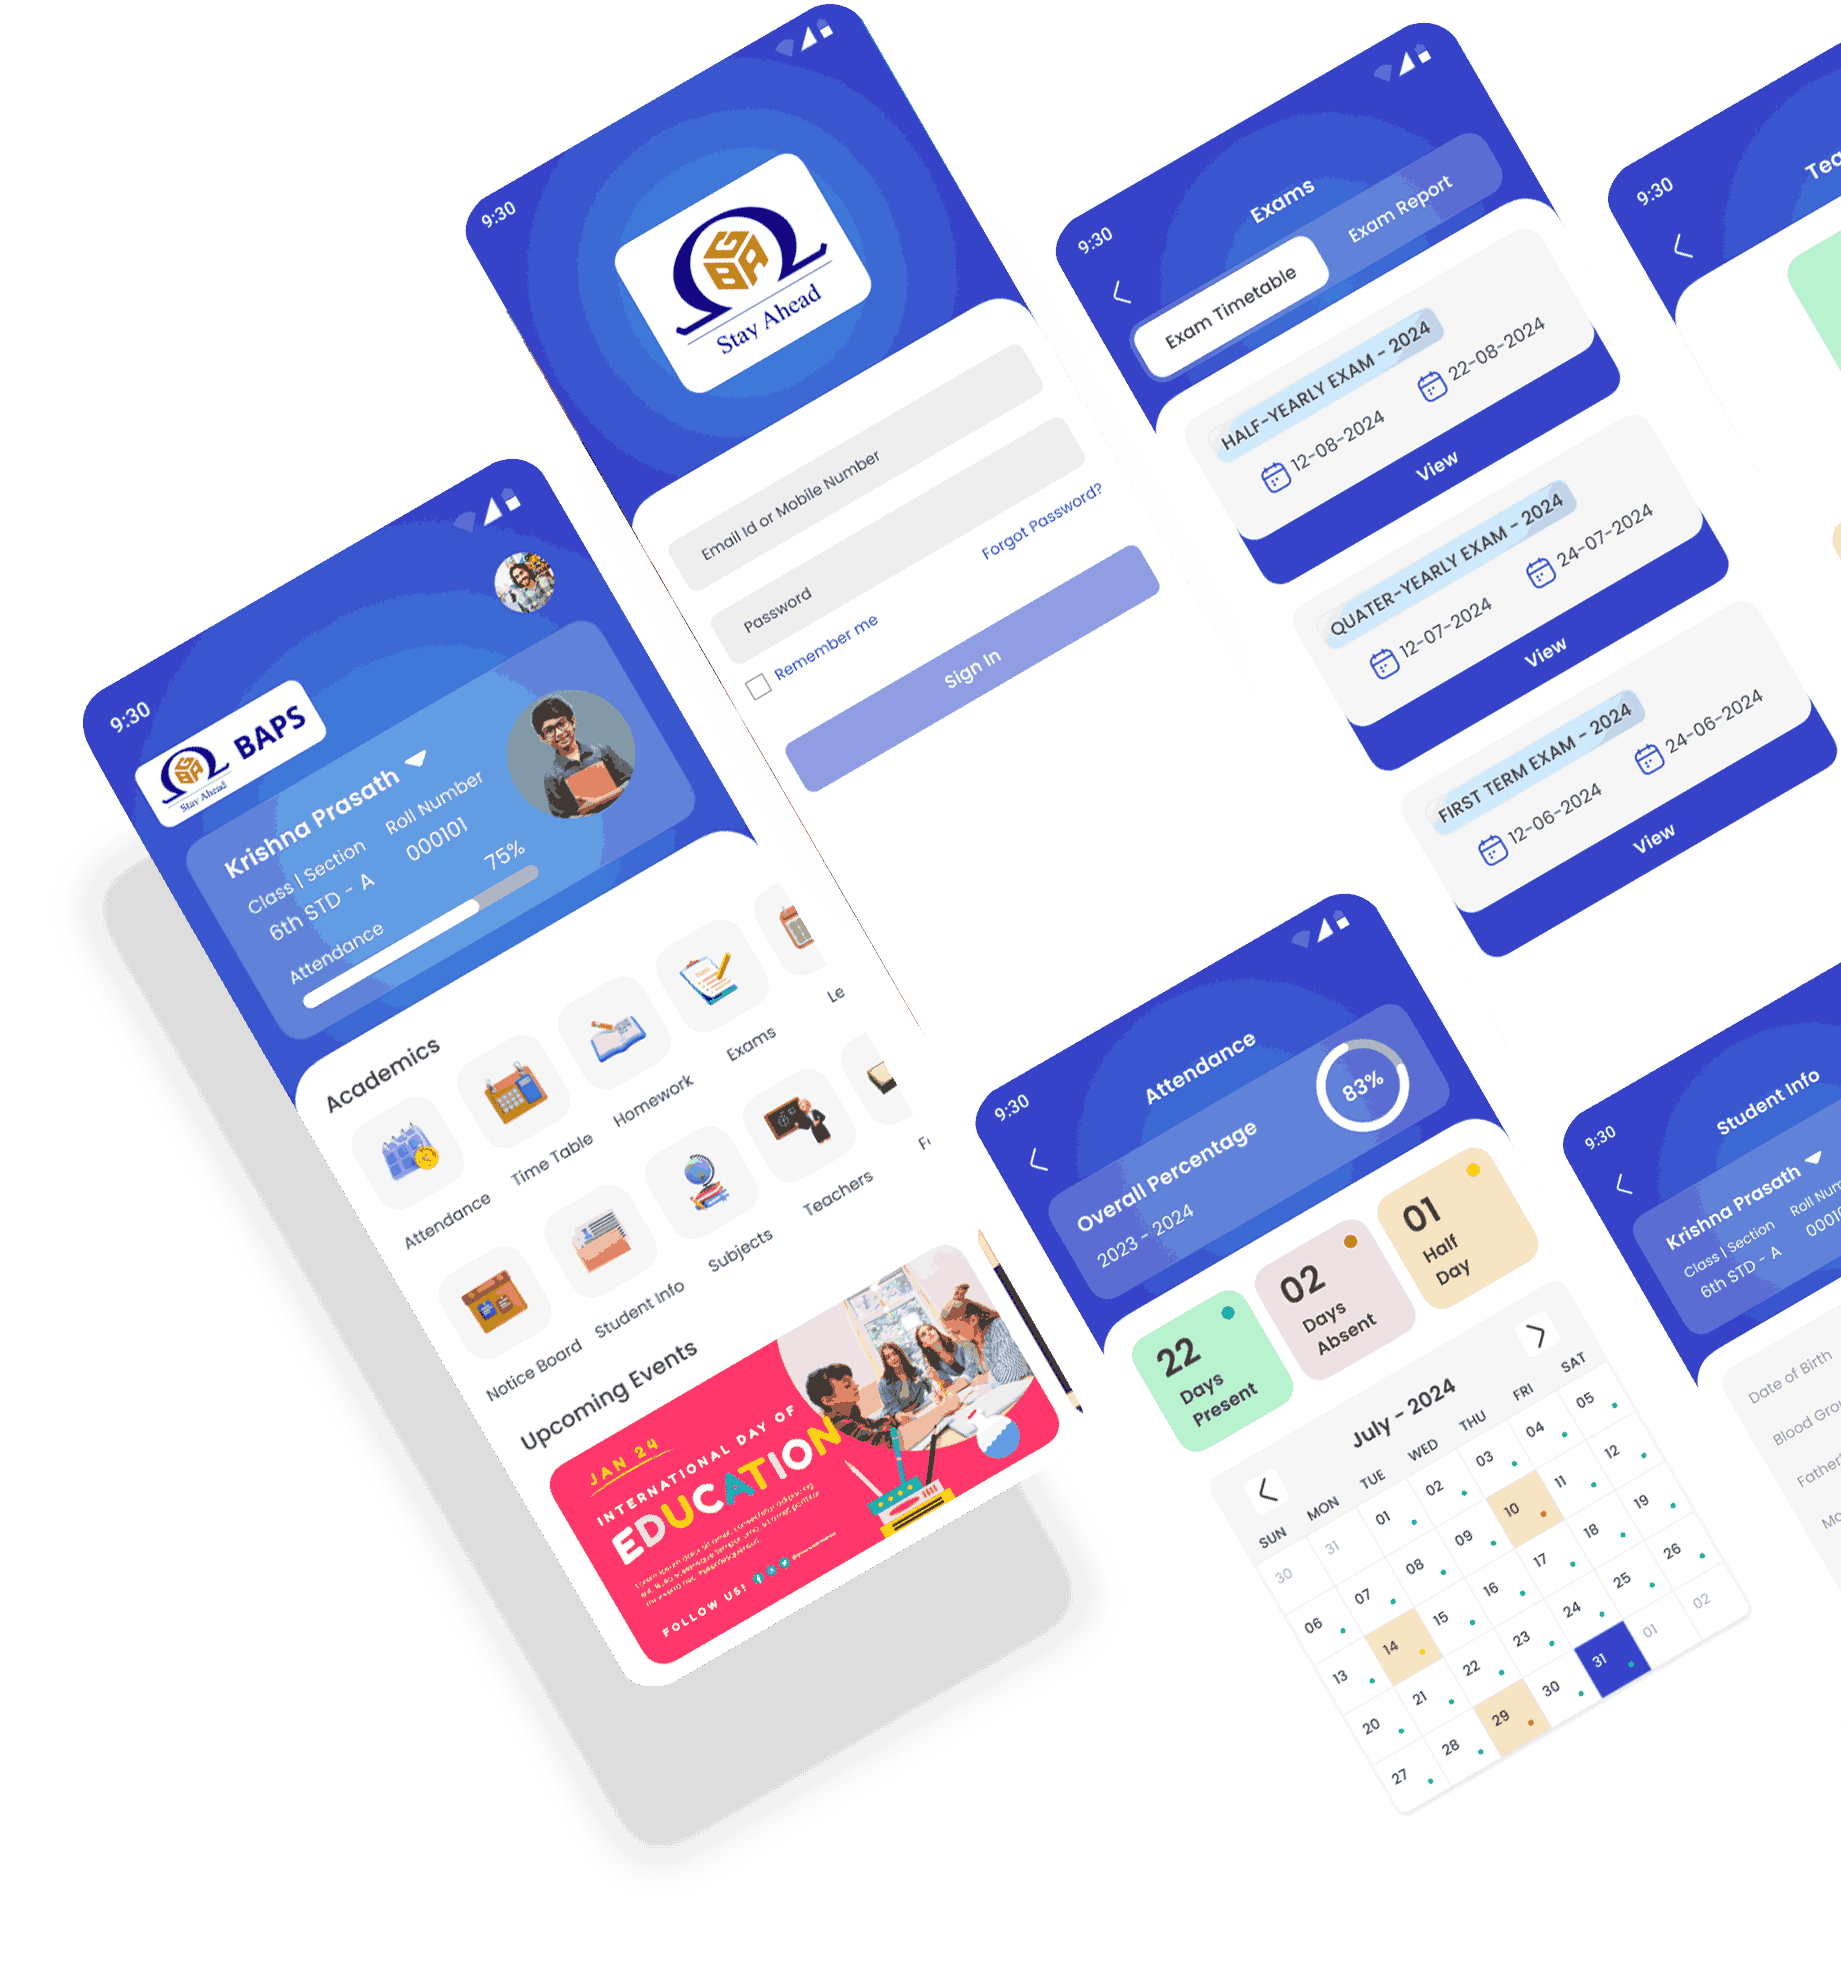 9:30
BAPS
Stay Ahead
Krishna Prasath
Class | Section
Roll Number
6th STD - A
000101
Attendance
75%
Academics
Attendance
Time Table
Homework
Exams
Le
Notice Board
Student Info
Subjects
Teachers
Upcoming Events
JAN 24
INTERNATIONAL DAY OF
EDUCATION
FOLLOW US!
9:30
GBA
Stay Ahead
Email Id or Mobile Number
Password
Forgot Password?
Remember me
Sign In
9:30
Exams
Exam Timetable
Exam Report
HALF-YEARLY EXAM - 2024
12-08-2024
22-08-2024
View
QUATER-YEARLY EXAM - 2024
12-07-2024
24-07-2024
View
FIRST TERM EXAM - 2024
12-06-2024
24-06-2024
View
9:30
Tea
9:30
Attendance
Overall Percentage
2023 - 2024
83%
22
Days
Present
02
Days
Absent
01
Half
Day
July - 2024
SUN MON TUE WED THU FRI SAT
30 31 01 02 03 04 05
06 07 08 09 10 11 12
13 14 15 16 17 18 19
20 21 22 23 24 25 26
27 28 29 30 31 01 02
9:30
Student Info
Krishna Prasath
Class | Section
Roll Num
6th STD - A
00010
Date of Birth
Blood Gro
Father
Mo